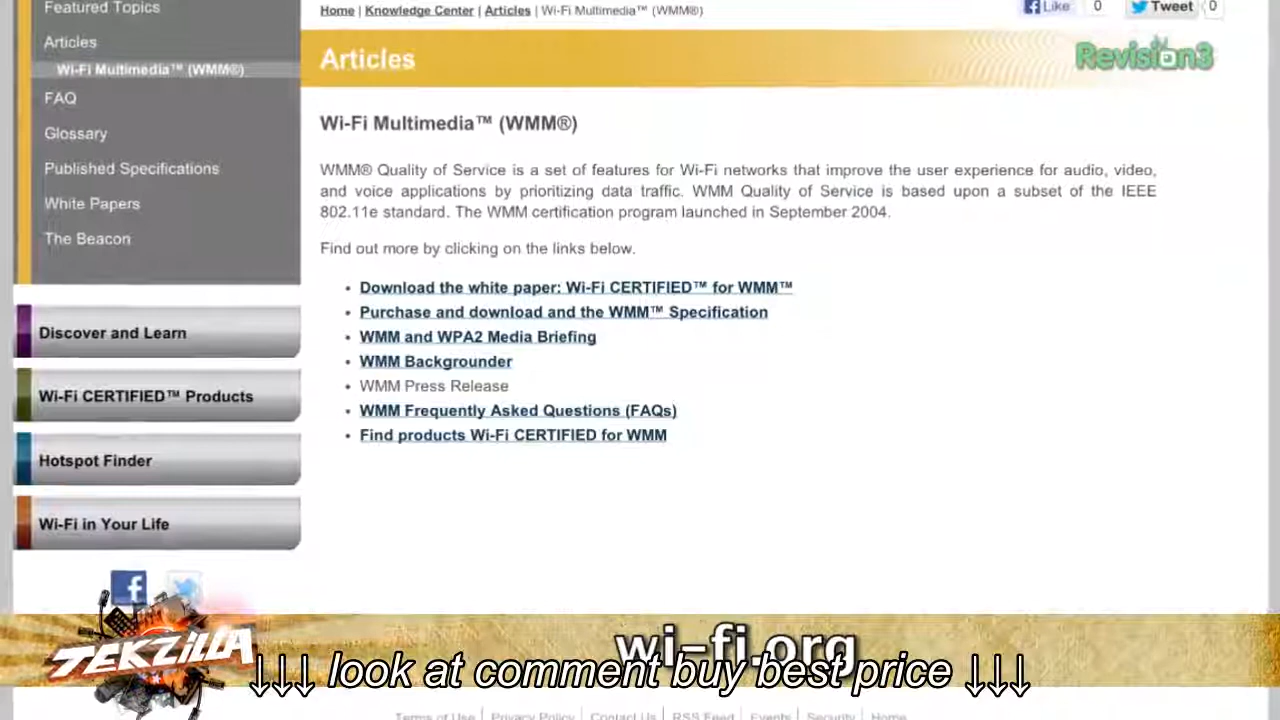 Featured Topics
Articles
Wi-Fi Multimedia™ (WMM®)
FAQ
Glossary
Published Specifications
White Papers
The Beacon
Discover and Learn
Wi-Fi CERTIFIED™ Products
Hotspot Finder
Wi-Fi in Your Life
Home | Knowledge Center | Articles | Wi-Fi Multimedia™ (WMM®)
Like 0 Tweet 0
Articles
Revision3
Wi-Fi Multimedia™ (WMM®)
WMM® Quality of Service is a set of features for Wi-Fi networks that improve the user experience for audio, video,
and voice applications by prioritizing data traffic. WMM Quality of Service is based upon a subset of the IEEE
802.11e standard. The WMM certification program launched in September 2004.
Find out more by clicking on the links below.
• Download the white paper: Wi-Fi CERTIFIED™ for WMM™
• Purchase and download and the WMM™ Specification
• WMM and WPA2 Media Briefing
• WMM Backgrounder
• WMM Press Release
• WMM Frequently Asked Questions (FAQs)
• Find products Wi-Fi CERTIFIED for WMM
TEKZILLA
wi-fi.org
↓↓↓ look at comment buy best price ↓↓↓
Terms of Use | Privacy Policy | Contact Us | RSS Feed | Events | Security | Home